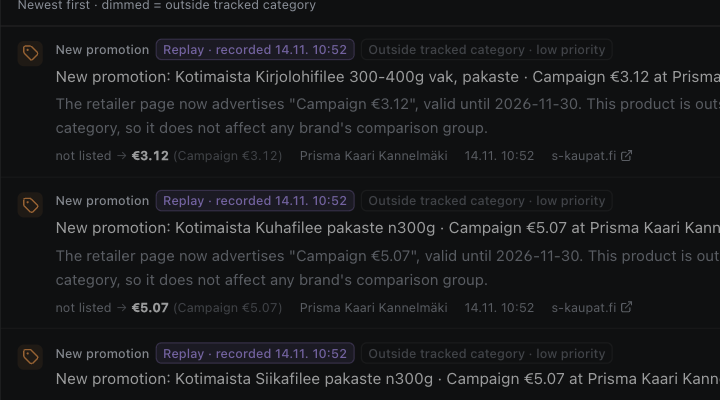 Newest first · dimmed = outside tracked category
New promotion Replay · recorded 14.11. 10:52 Outside tracked category · low priority
New promotion: Kotimaista Kirjolohifilee 300-400g vak, pakaste · Campaign €3.12 at Prisma
The retailer page now advertises "Campaign €3.12", valid until 2026-11-30. This product is outs
category, so it does not affect any brand's comparison group.
not listed → €3.12 (Campaign €3.12) Prisma Kaari Kannelmäki 14.11. 10:52 s-kaupat.fi
New promotion Replay · recorded 14.11. 10:52 Outside tracked category · low priority
New promotion: Kotimaista Kuhafilee pakaste n300g · Campaign €5.07 at Prisma Kaari Kann
The retailer page now advertises "Campaign €5.07", valid until 2026-11-30. This product is out
category, so it does not affect any brand's comparison group.
not listed → €5.07 (Campaign €5.07) Prisma Kaari Kannelmäki 14.11. 10:52 s-kaupat.fi
New promotion Replay · recorded 14.11. 10:52 Outside tracked category · low priority
New promotion: Kotimaista Siikafilee pakaste n300g · Campaign €5.07 at Prisma Kaari Kann